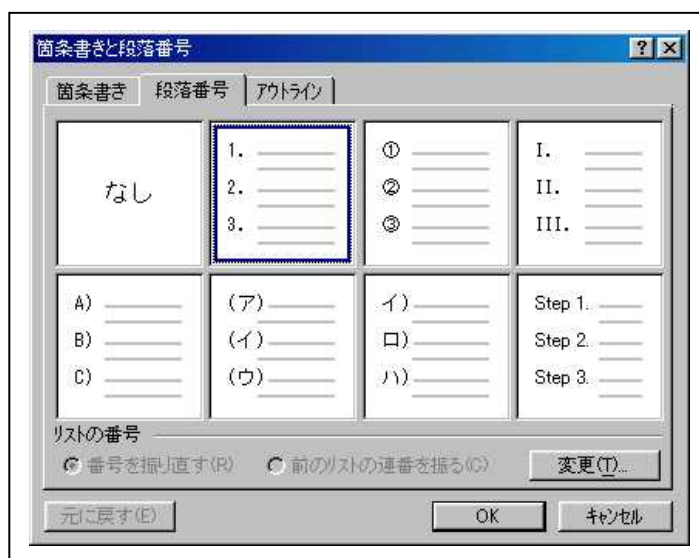 箇条書きと段落番号
箇条書き 段落番号 アウトライン
なし
1.
2.
3.
①
②
③
I.
II.
III.
A)
B)
C)
(ア)
(イ)
(ウ)
イ)
ロ)
ハ)
Step 1.
Step 2.
Step 3.
リストの番号
番号を振り直す(R) 前のリストの連番を振る(C) 変更(T)...
元に戻す(E) OK キャンセル